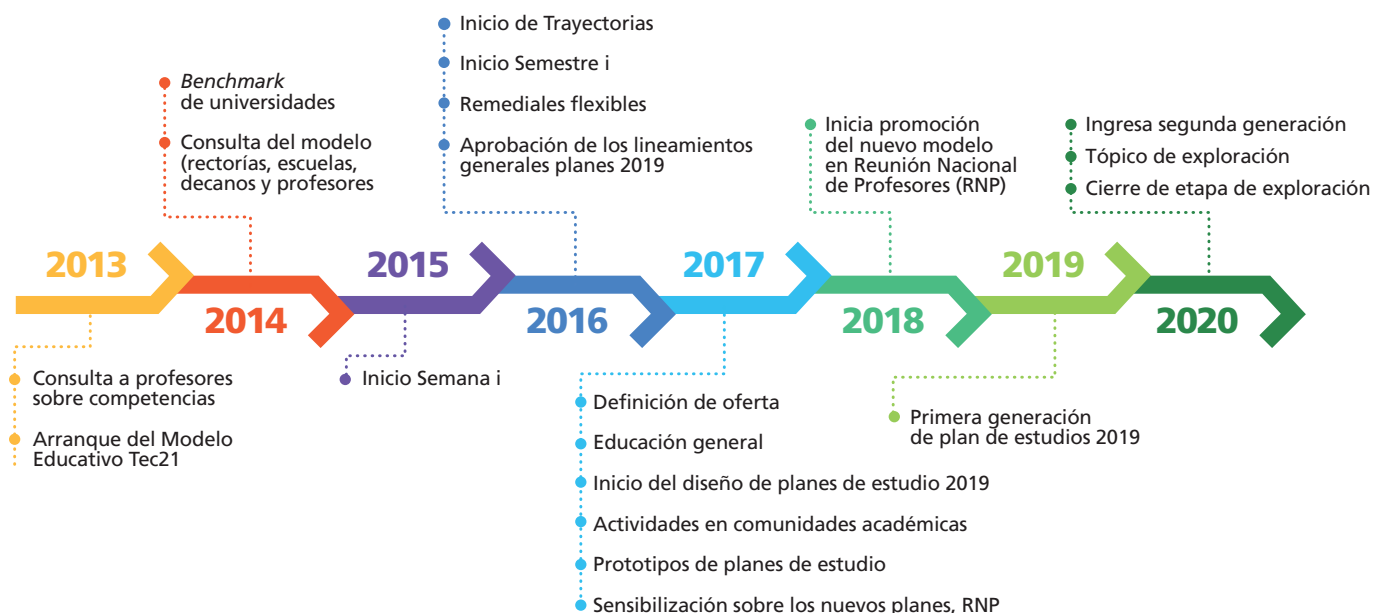 2013
Consulta a profesores
sobre competencias
Arranque del Modelo
Educativo Tec21
Benchmark
de universidades
Consulta del modelo
(rectorías, escuelas,
decanos y profesores
2014
2015
Inicio Semana i
Inicio de Trayectorias
Inicio Semestre i
Remediales flexibles
Aprobación de los lineamientos
generales planes 2019
2016
2017
Definición de oferta
Educación general
Inicio del diseño de planes de estudio 2019
Actividades en comunidades académicas
Prototipos de planes de estudio
Sensibilización sobre los nuevos planes, RNP
Inicia promoción
del nuevo modelo
en Reunión Nacional
de Profesores (RNP)
2018
2019
Primera generación
de plan de estudios 2019
Ingresa segunda generación
Tópico de exploración
Cierre de etapa de exploración
2020